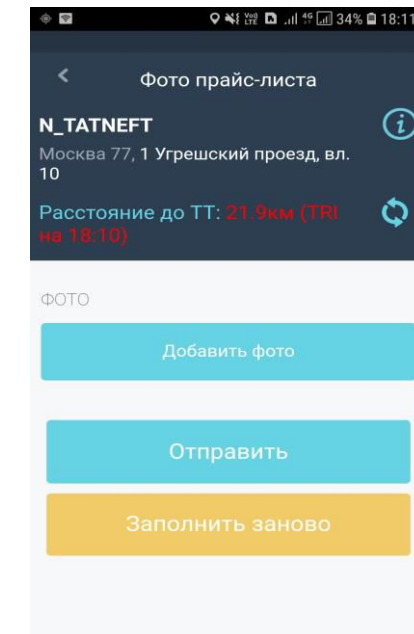 34% 18:11
Фото прайс-листа
N_TATNEFT
Москва 77, 1 Угрешский проезд, вл.
10
Расстояние до ТТ: 21.9км (TRI
на 18:10)
ФОТО
Добавить фото
Отправить
Заполнить заново